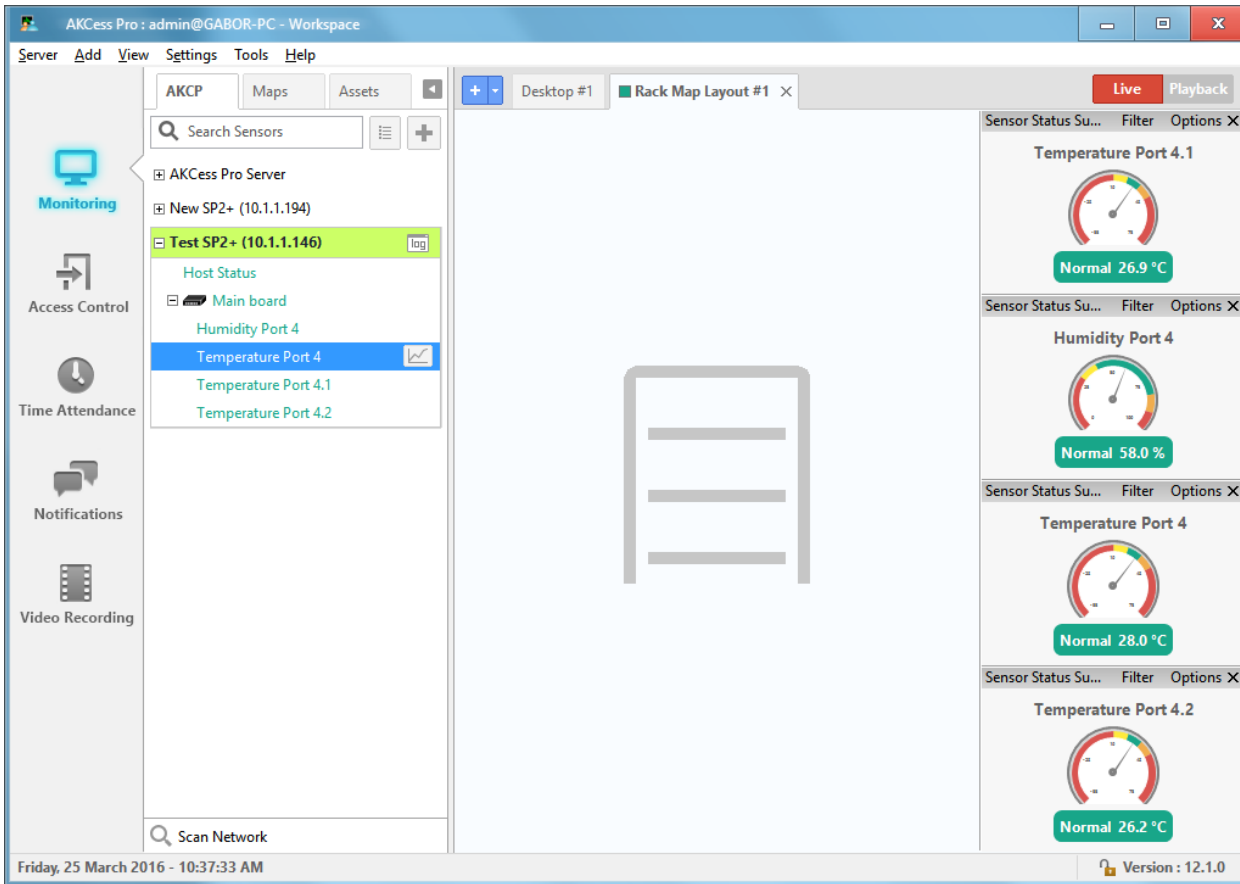 AKCess Pro : admin@GABOR-PC - Workspace
Server Add View Settings Tools Help
AKCP Maps Assets
Desktop #1 Rack Map Layout #1
Live Playback
Search Sensors
Monitoring
Access Control
Time Attendance
Notifications
Video Recording
AKCess Pro Server
New SP2+ (10.1.1.194)
Test SP2+ (10.1.1.146) log
Host Status
Main board
Humidity Port 4
Temperature Port 4
Temperature Port 4.1
Temperature Port 4.2
Scan Network
Sensor Status Su... Filter Options
Temperature Port 4.1
Normal 26.9 °C
Sensor Status Su... Filter Options
Humidity Port 4
Normal 58.0 %
Sensor Status Su... Filter Options
Temperature Port 4
Normal 28.0 °C
Sensor Status Su... Filter Options
Temperature Port 4.2
Normal 26.2 °C
Friday, 25 March 2016 - 10:37:33 AM
Version : 12.1.0